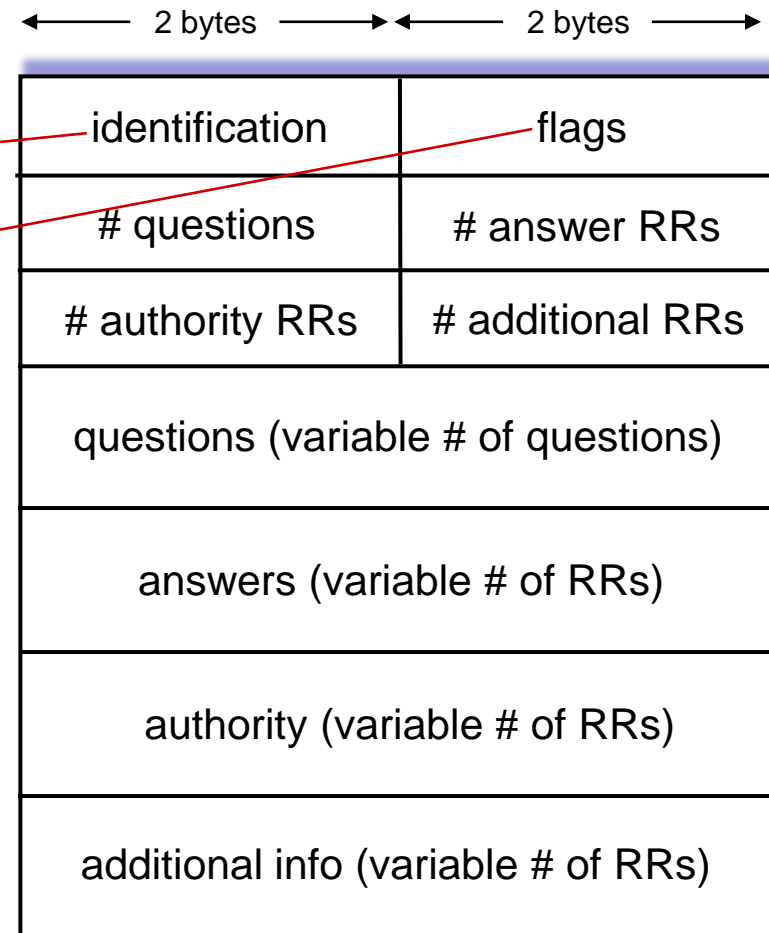 2 bytes 2 bytes
identification flags
# questions # answer RRs
# authority RRs # additional RRs
questions (variable # of questions)
answers (variable # of RRs)
authority (variable # of RRs)
additional info (variable # of RRs)